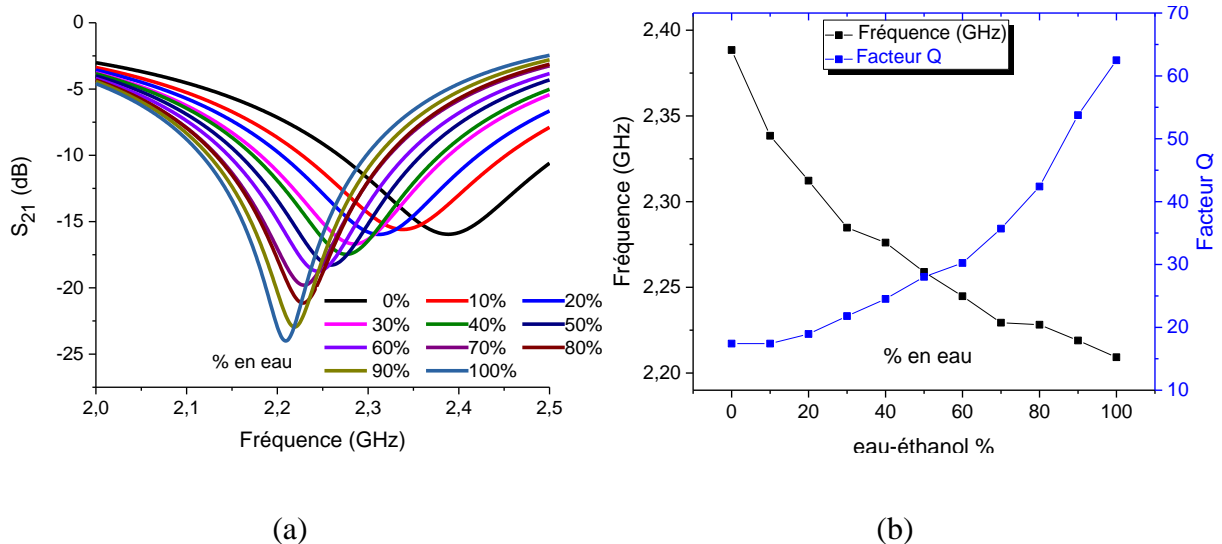 0
-5
-10
-15
-20
-25
S21 (dB)
0% 10% 20%
30% 40% 50%
60% 70% 80%
90% 100%
% en eau
2,0 2,1 2,2 2,3 2,4 2,5
Fréquence (GHz)
(a)
2,40
2,35
2,30
2,25
2,20
Fréquence (GHz)
Fréquence (GHz)
Facteur Q
% en eau
0 20 40 60 80 100
eau-éthanol %
70
60
50
40
30
20
10
Facteur Q
(b)